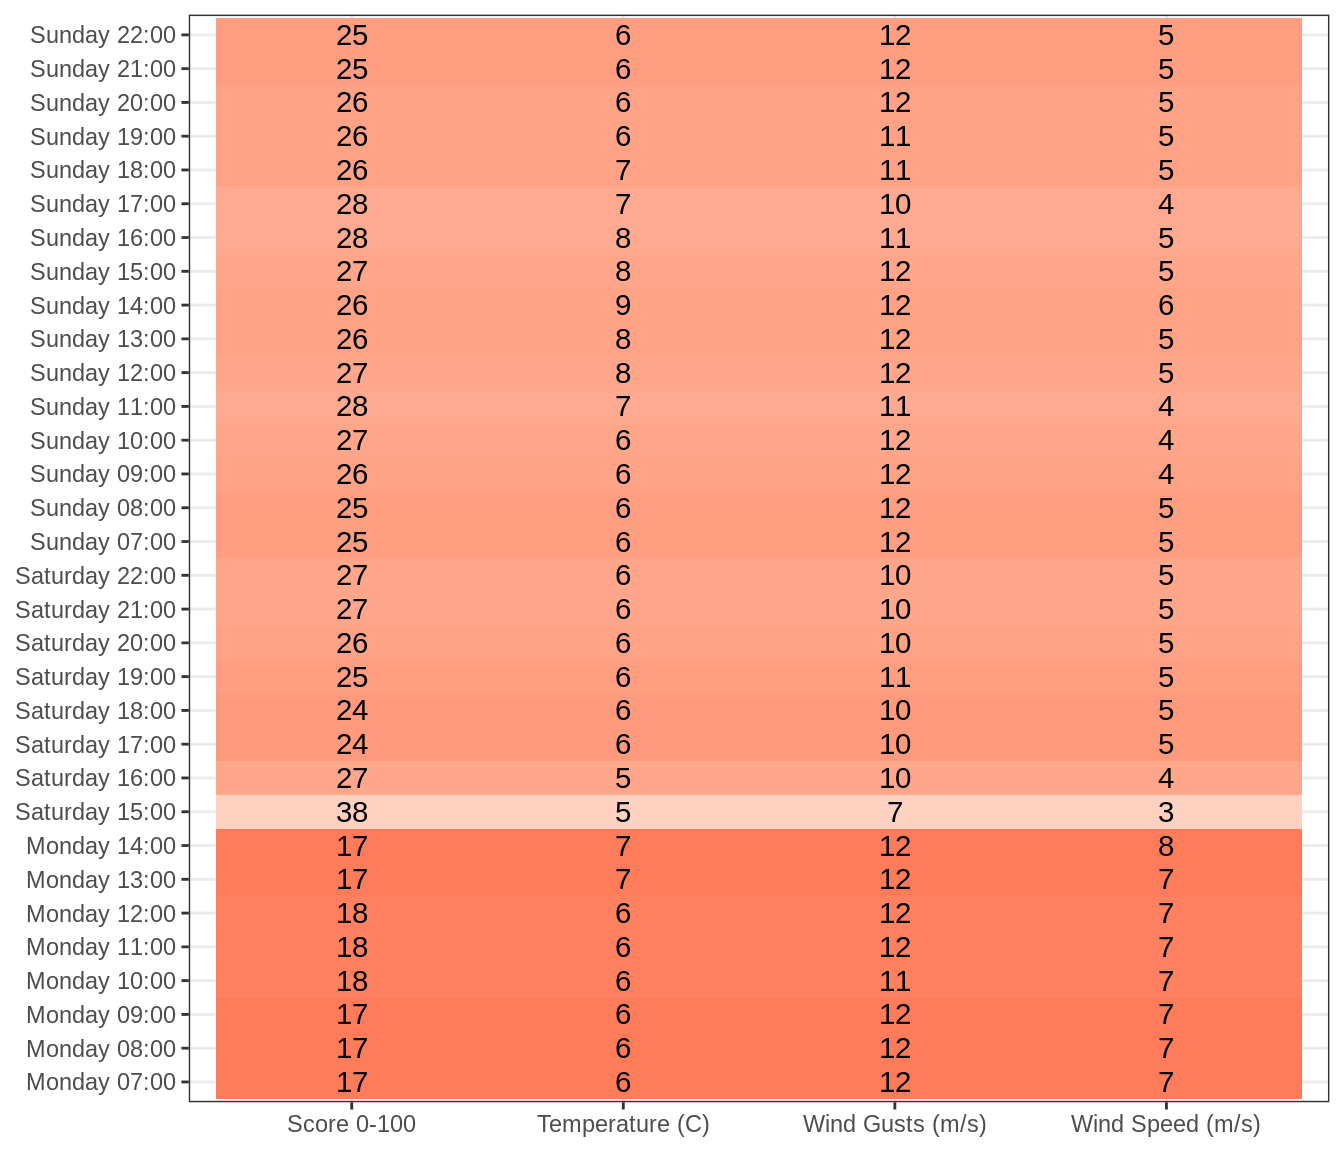 Sunday 22:00 25 6 12 5
Sunday 21:00 25 6 12 5
Sunday 20:00 26 6 12 5
Sunday 19:00 26 6 11 5
Sunday 18:00 26 7 11 5
Sunday 17:00 28 7 10 4
Sunday 16:00 28 8 11 5
Sunday 15:00 27 8 12 5
Sunday 14:00 26 9 12 6
Sunday 13:00 26 8 12 5
Sunday 12:00 27 8 12 5
Sunday 11:00 28 7 11 4
Sunday 10:00 27 6 12 4
Sunday 09:00 26 6 12 4
Sunday 08:00 25 6 12 5
Sunday 07:00 25 6 12 5
Saturday 22:00 27 6 10 5
Saturday 21:00 27 6 10 5
Saturday 20:00 26 6 10 5
Saturday 19:00 25 6 11 5
Saturday 18:00 24 6 10 5
Saturday 17:00 24 6 10 5
Saturday 16:00 27 5 10 4
Saturday 15:00 38 5 7 3
Monday 14:00 17 7 12 8
Monday 13:00 17 7 12 7
Monday 12:00 18 6 12 7
Monday 11:00 18 6 12 7
Monday 10:00 18 6 11 7
Monday 09:00 17 6 12 7
Monday 08:00 17 6 12 7
Monday 07:00 17 6 12 7
Score 0-100 Temperature (C) Wind Gusts (m/s) Wind Speed (m/s)